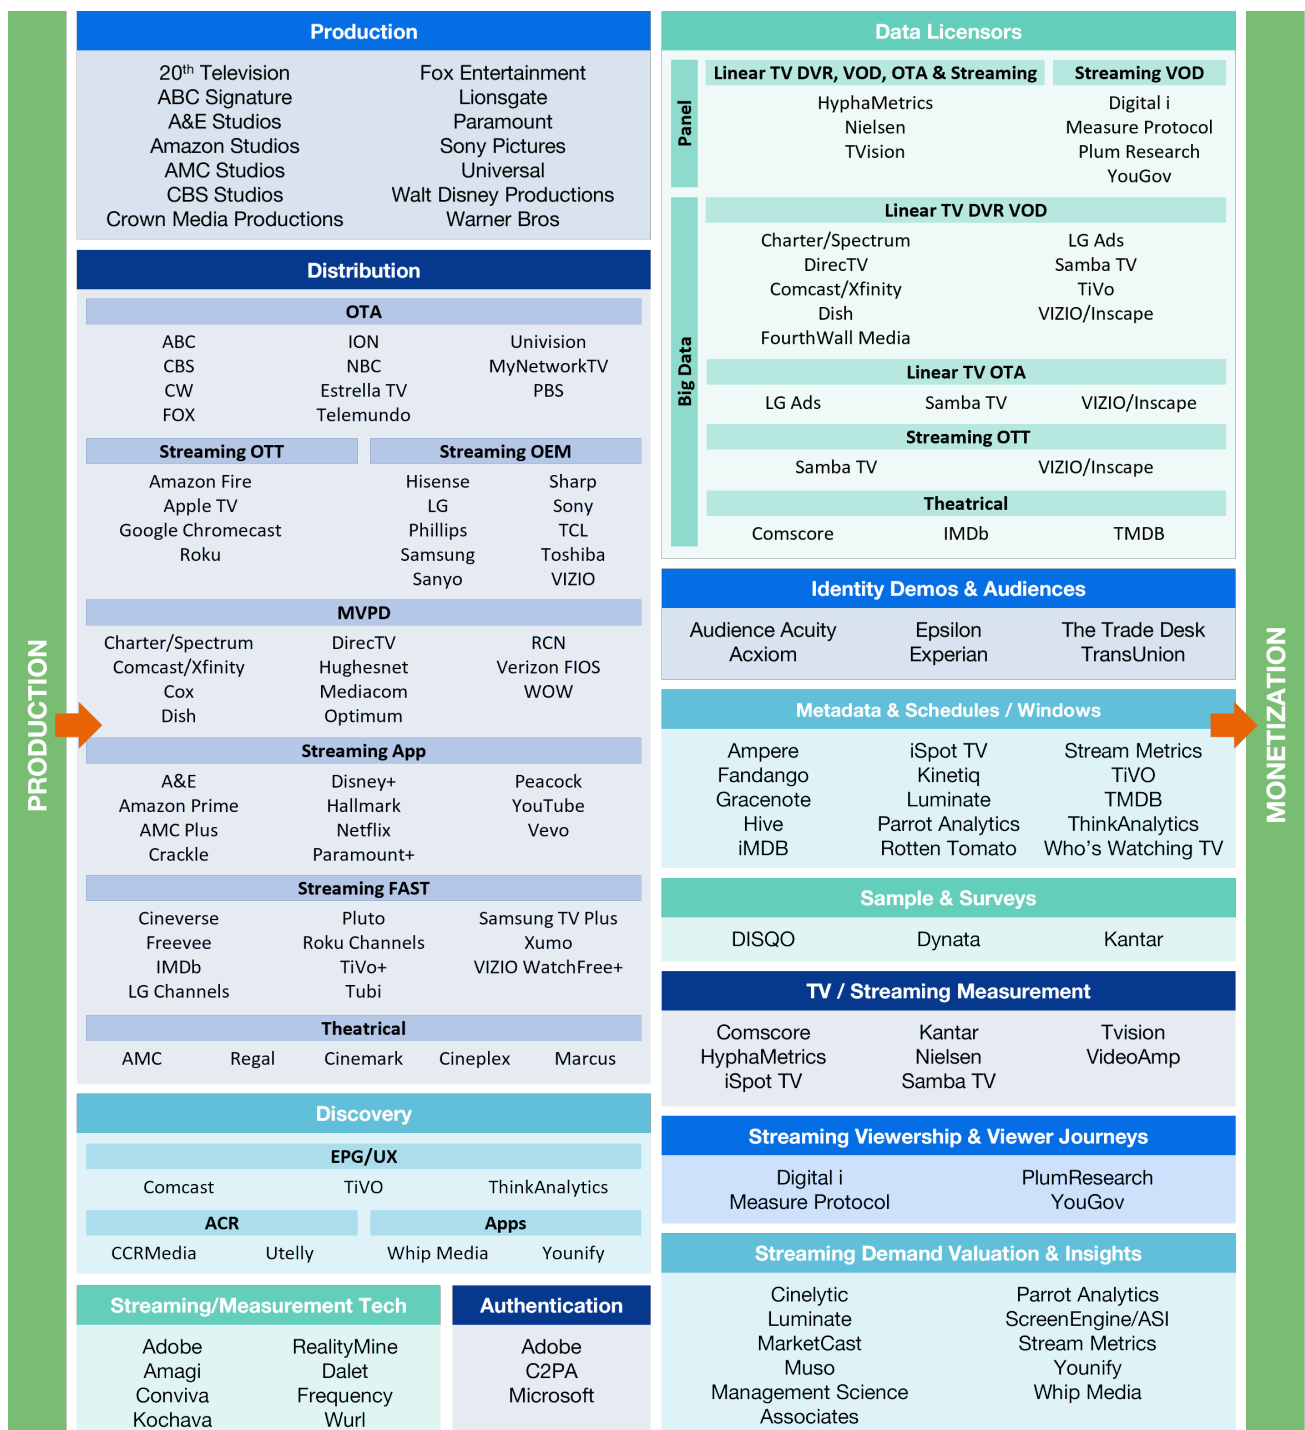 PRODUCTION
Production
20th Television
ABC Signature
A&E Studios
Amazon Studios
AMC Studios
CBS Studios
Crown Media Productions
Fox Entertainment
Lionsgate
Paramount
Sony Pictures
Universal
Walt Disney Productions
Warner Bros
Distribution
OTA
ABC
CBS
CW
FOX
ION
NBC
Estrella TV
Telemundo
Univision
MyNetworkTV
PBS
Streaming OTT
Amazon Fire
Apple TV
Google Chromecast
Roku
Streaming OEM
Hisense
LG
Phillips
Samsung
Sanyo
Sharp
Sony
TCL
Toshiba
VIZIO
MVPD
Charter/Spectrum
Comcast/Xfinity
Cox
Dish
DirecTV
Hughesnet
Mediacom
Optimum
RCN
Verizon FIOS
WOW
Streaming App
A&E
Amazon Prime
AMC Plus
Crackle
Disney+
Hallmark
Netflix
Paramount+
Peacock
YouTube
Vevo
Streaming FAST
Cineverse
Freevee
IMDb
LG Channels
Pluto
Roku Channels
TiVo+
Tubi
Samsung TV Plus
Xumo
VIZIO WatchFree+
Theatrical
AMC
Regal
Cinemark
Cineplex
Marcus
Discovery
EPG/UX
Comcast
TiVO
ThinkAnalytics
ACR
CCRMedia
Utelly
Apps
Whip Media
Younify
Streaming/Measurement Tech
Adobe
Amagi
Conviva
Kochava
RealityMine
Dalet
Frequency
Wurl
Authentication
Adobe
C2PA
Microsoft
Data Licensors
Panel
Linear TV DVR, VOD, OTA & Streaming
HyphaMetrics
Nielsen
TVision
Streaming VOD
Digital i
Measure Protocol
Plum Research
YouGov
Big Data
Linear TV DVR VOD
Charter/Spectrum
DirecTV
Comcast/Xfinity
Dish
FourthWall Media
LG Ads
Samba TV
TiVo
VIZIO/Inscape
Linear TV OTA
LG Ads
Samba TV
VIZIO/Inscape
Streaming OTT
Samba TV
VIZIO/Inscape
Theatrical
Comscore
IMDb
TMDB
Identity Demos & Audiences
Audience Acuity
Acxiom
Epsilon
Experian
The Trade Desk
TransUnion
Metadata & Schedules / Windows
Ampere
Fandango
Gracenote
Hive
iMDB
iSpot TV
Kinetiq
Luminate
Parrot Analytics
Rotten Tomato
Stream Metrics
TiVO
TMDB
ThinkAnalytics
Who's Watching TV
Sample & Surveys
DISQO
Dynata
Kantar
TV / Streaming Measurement
Comscore
HyphaMetrics
iSpot TV
Kantar
Nielsen
Samba TV
Tvision
VideoAmp
Streaming Viewership & Viewer Journeys
Digital i
Measure Protocol
PlumResearch
YouGov
Streaming Demand Valuation & Insights
Cinelytic
Luminate
MarketCast
Muso
Management Science
Associates
Parrot Analytics
ScreenEngine/ASI
Stream Metrics
Younify
Whip Media
MONETIZATION